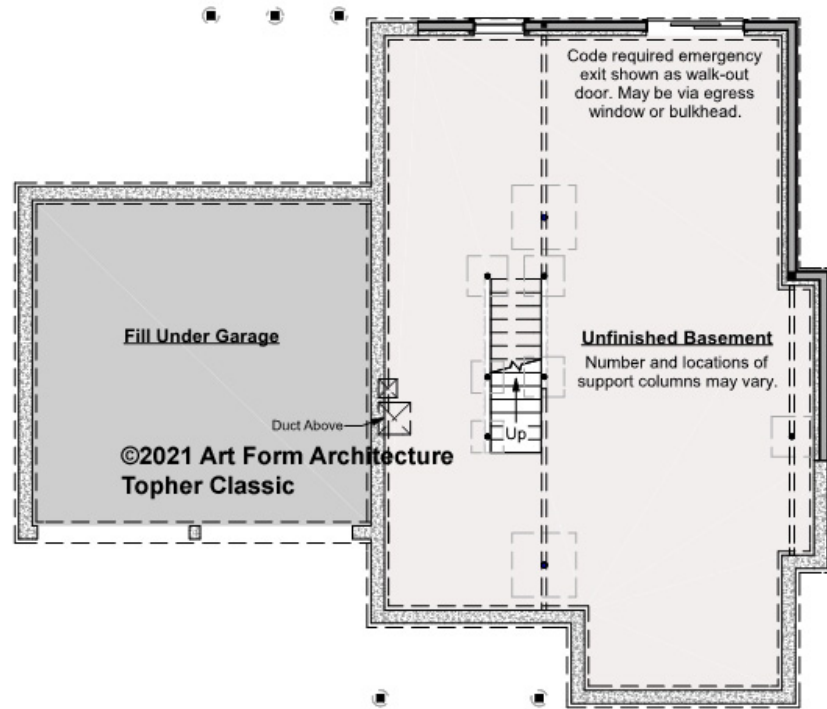 Code required emergency
exit shown as walk-out
door. May be via egress
window or bulkhead.
Fill Under Garage
Unfinished Basement
Number and locations of
support columns may vary.
Duct Above
Up
©2021 Art Form Architecture
Topher Classic